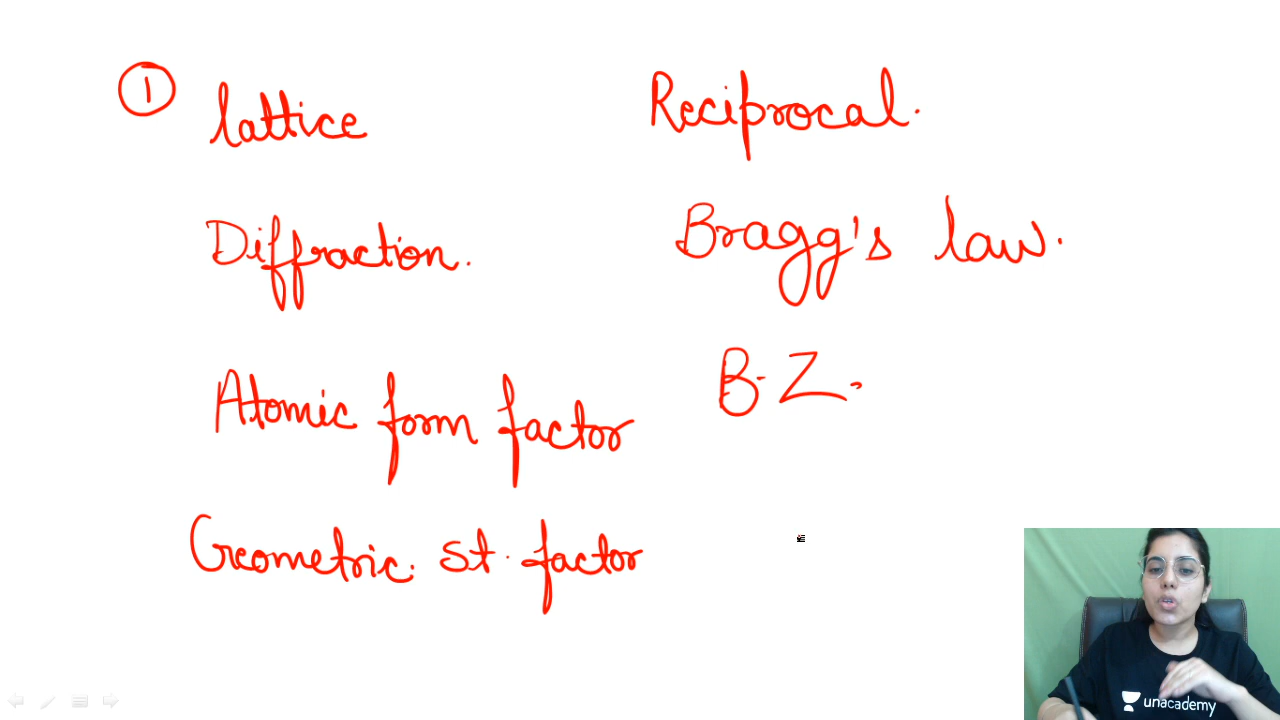 1 lattice Reciprocal.
Diffraction. Bragg's law.
Atomic form factor B. Z.
Geometric. st. factor
unacademy